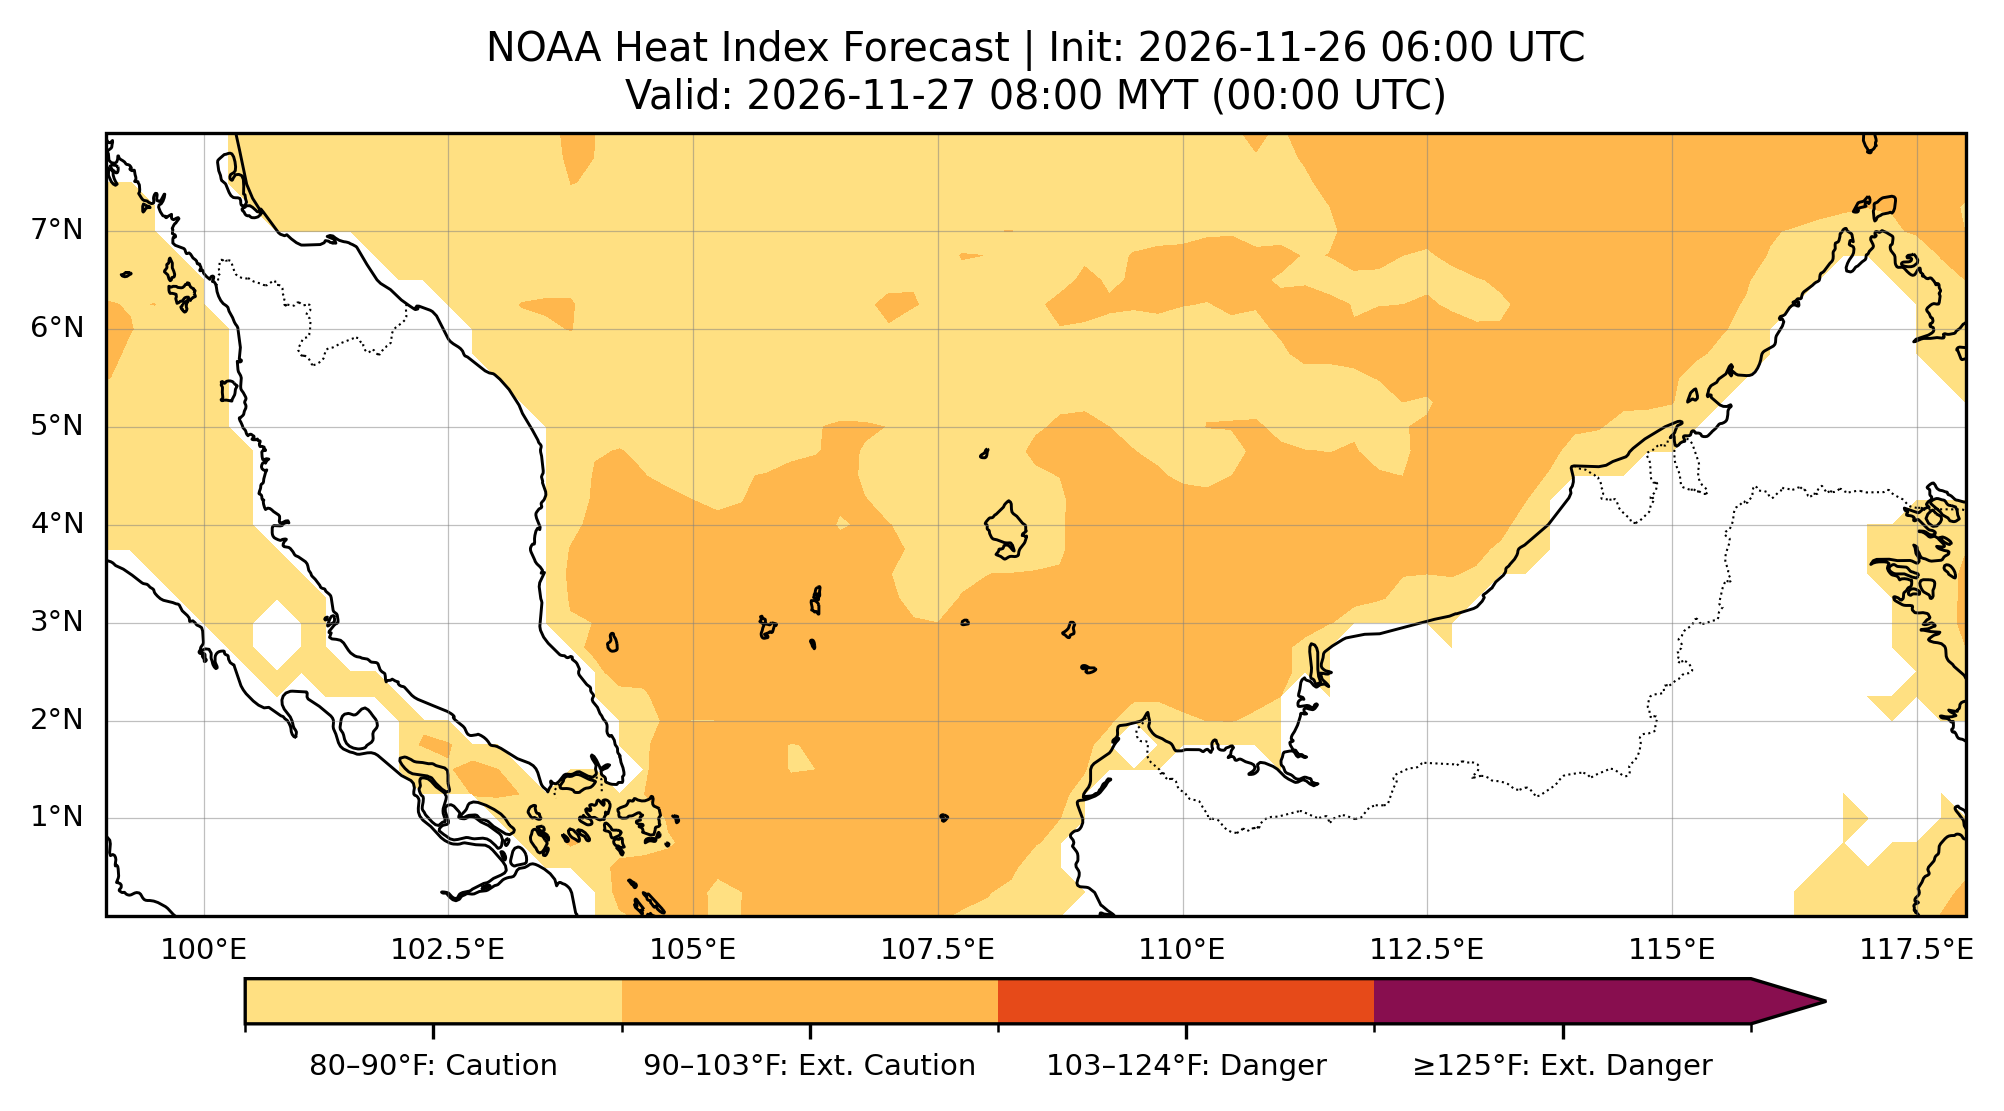 NOAA Heat Index Forecast | Init: 2026-11-26 06:00 UTC
Valid: 2026-11-27 08:00 MYT (00:00 UTC)
7°N
6°N
5°N
4°N
3°N
2°N
1°N
100°E 102.5°E 105°E 107.5°E 110°E 112.5°E 115°E 117.5°E
80–90°F: Caution 90–103°F: Ext. Caution 103–124°F: Danger ≥125°F: Ext. Danger